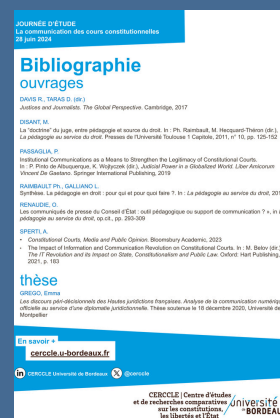 JOURNÉE D'ÉTUDE
La communication des cours constitutionnelles
28 juin 2024
Bibliographie
ouvrages
DAVIS R., TARAS D. (dir.)
Justices and Journalists. The Global Perspective. Cambridge, 2017
DISANT, M.
La "doctrine" du juge, entre pédagogie et source du droit. In : Ph. Raimbault, M. Hecquard-Théron (dir.),
La pédagogie au service du droit. Presses de l'Université Toulouse 1 Capitole, 2011, n° 10, pp. 125-152
PASSAGLIA, P.
Institutional Communications as a Means to Strengthen the Legitimacy of Constitutional Courts,
In : P. Pinto de Albuquerque, K. Wojtyczek (dir.), Judicial Power in a Globalized World. Liber Amicorum
Vincent De Gaetano. Springer International Publishing, 2019
RAIMBAULT Ph., GALLIANO L.
Synthèse. La pédagogie en droit : pour qui et pour quoi faire ?. In : La pédagogie au service du droit, 201
RENAUDIE, O.
Les communiqués de presse du Conseil d'État : outil pédagogique ou support de communication ? », in
pédagogie au service du droit, op.cit., pp. 293-309
SPERTI, A.
• Constitutional Courts, Media and Public Opinion. Bloomsbury Academic, 2023
• The Impact of Information and Communication Revolution on Constitutional Courts. In : M. Belov (dir.)
The IT Revolution and its Impact on State, Constitutionalism and Public Law. Oxford: Hart Publishing,
2021, p. 183
thèse
GREGO, Emma
Les discours péri-décisionnels des Hautes juridictions françaises. Analyse de la communication numériqu
officielle au service d'une diplomatie juridictionnelle. Thèse soutenue le 18 décembre 2020, Université de
Montpellier
En savoir +
cerccle.u-bordeaux.fr
in CERCCLE Université de Bordeaux X @cerccle
CERCCLE | Centre d'études
et de recherches comparatives
sur les constitutions,
les libertés et l'État
université
de BORDEAU